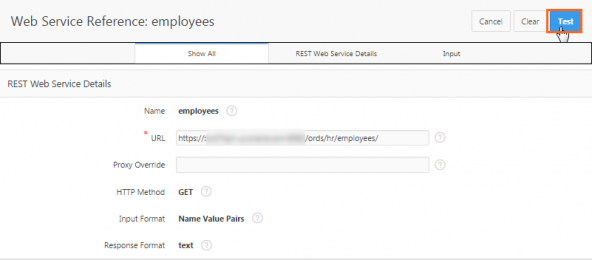 Web Service Reference: employees
Cancel Clear Test
Show All REST Web Service Details Input
REST Web Service Details
Name employees ?
* URL https:// /ords/hr/employees/ ?
Proxy Override ?
HTTP Method GET ?
Input Format Name Value Pairs ?
Response Format text ?